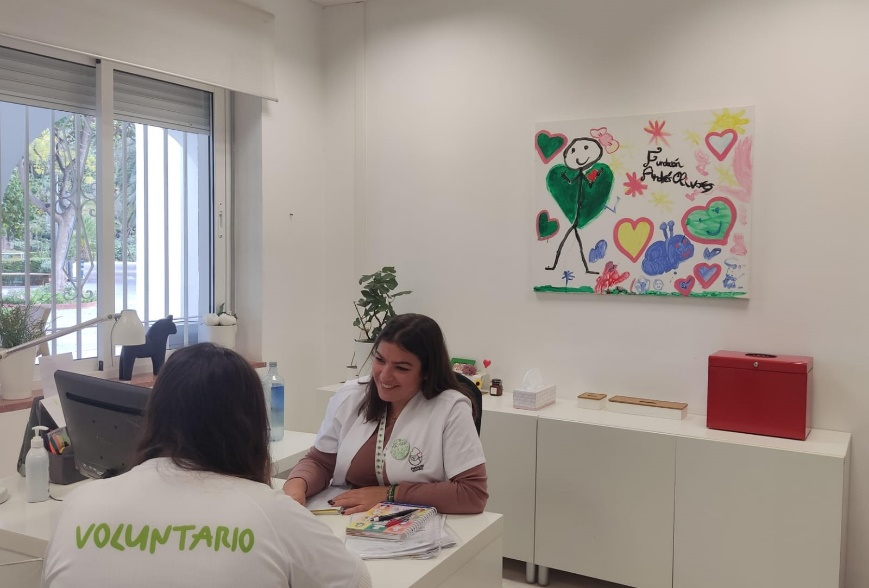 Fundación
Andrés Olivares
VOLUNTARIO